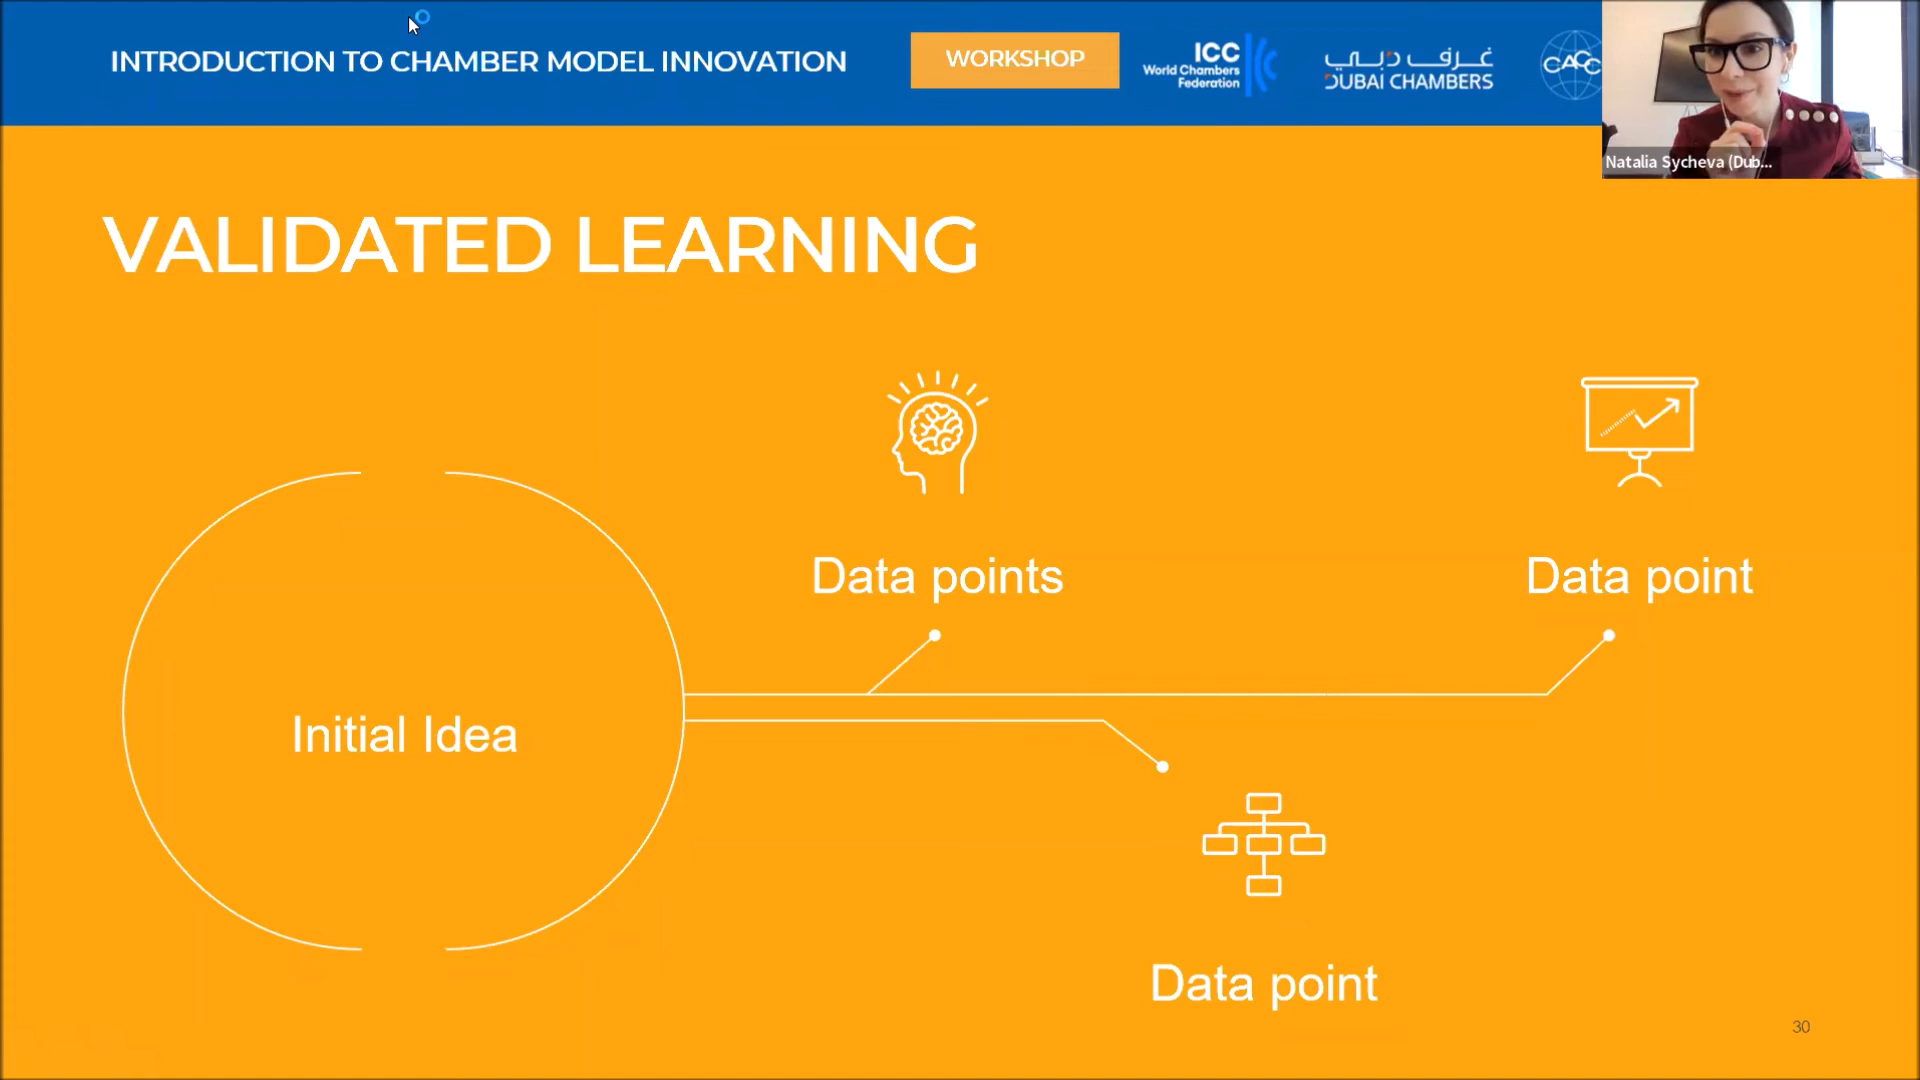 INTRODUCTION TO CHAMBER MODEL INNOVATION
WORKSHOP
ICC
World Chambers
Federation
غرف دبي
DUBAI CHAMBERS
CACC
Natalia Sycheva (Dub...
VALIDATED LEARNING
Data points
Data point
Initial Idea
Data point
30